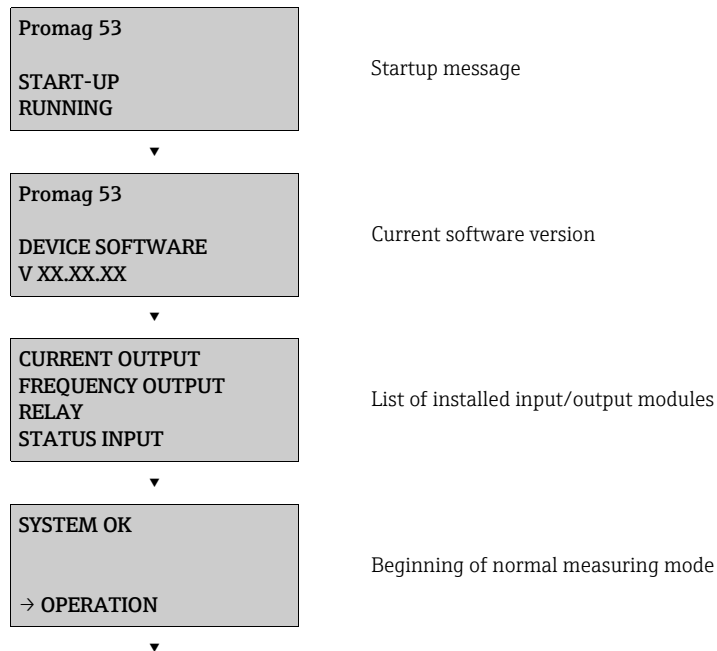 Promag 53
START-UP
RUNNING
Startup message
▼
Promag 53
DEVICE SOFTWARE
V XX.XX.XX
Current software version
▼
CURRENT OUTPUT
FREQUENCY OUTPUT
RELAY
STATUS INPUT
List of installed input/output modules
▼
SYSTEM OK
→ OPERATION
Beginning of normal measuring mode
▼